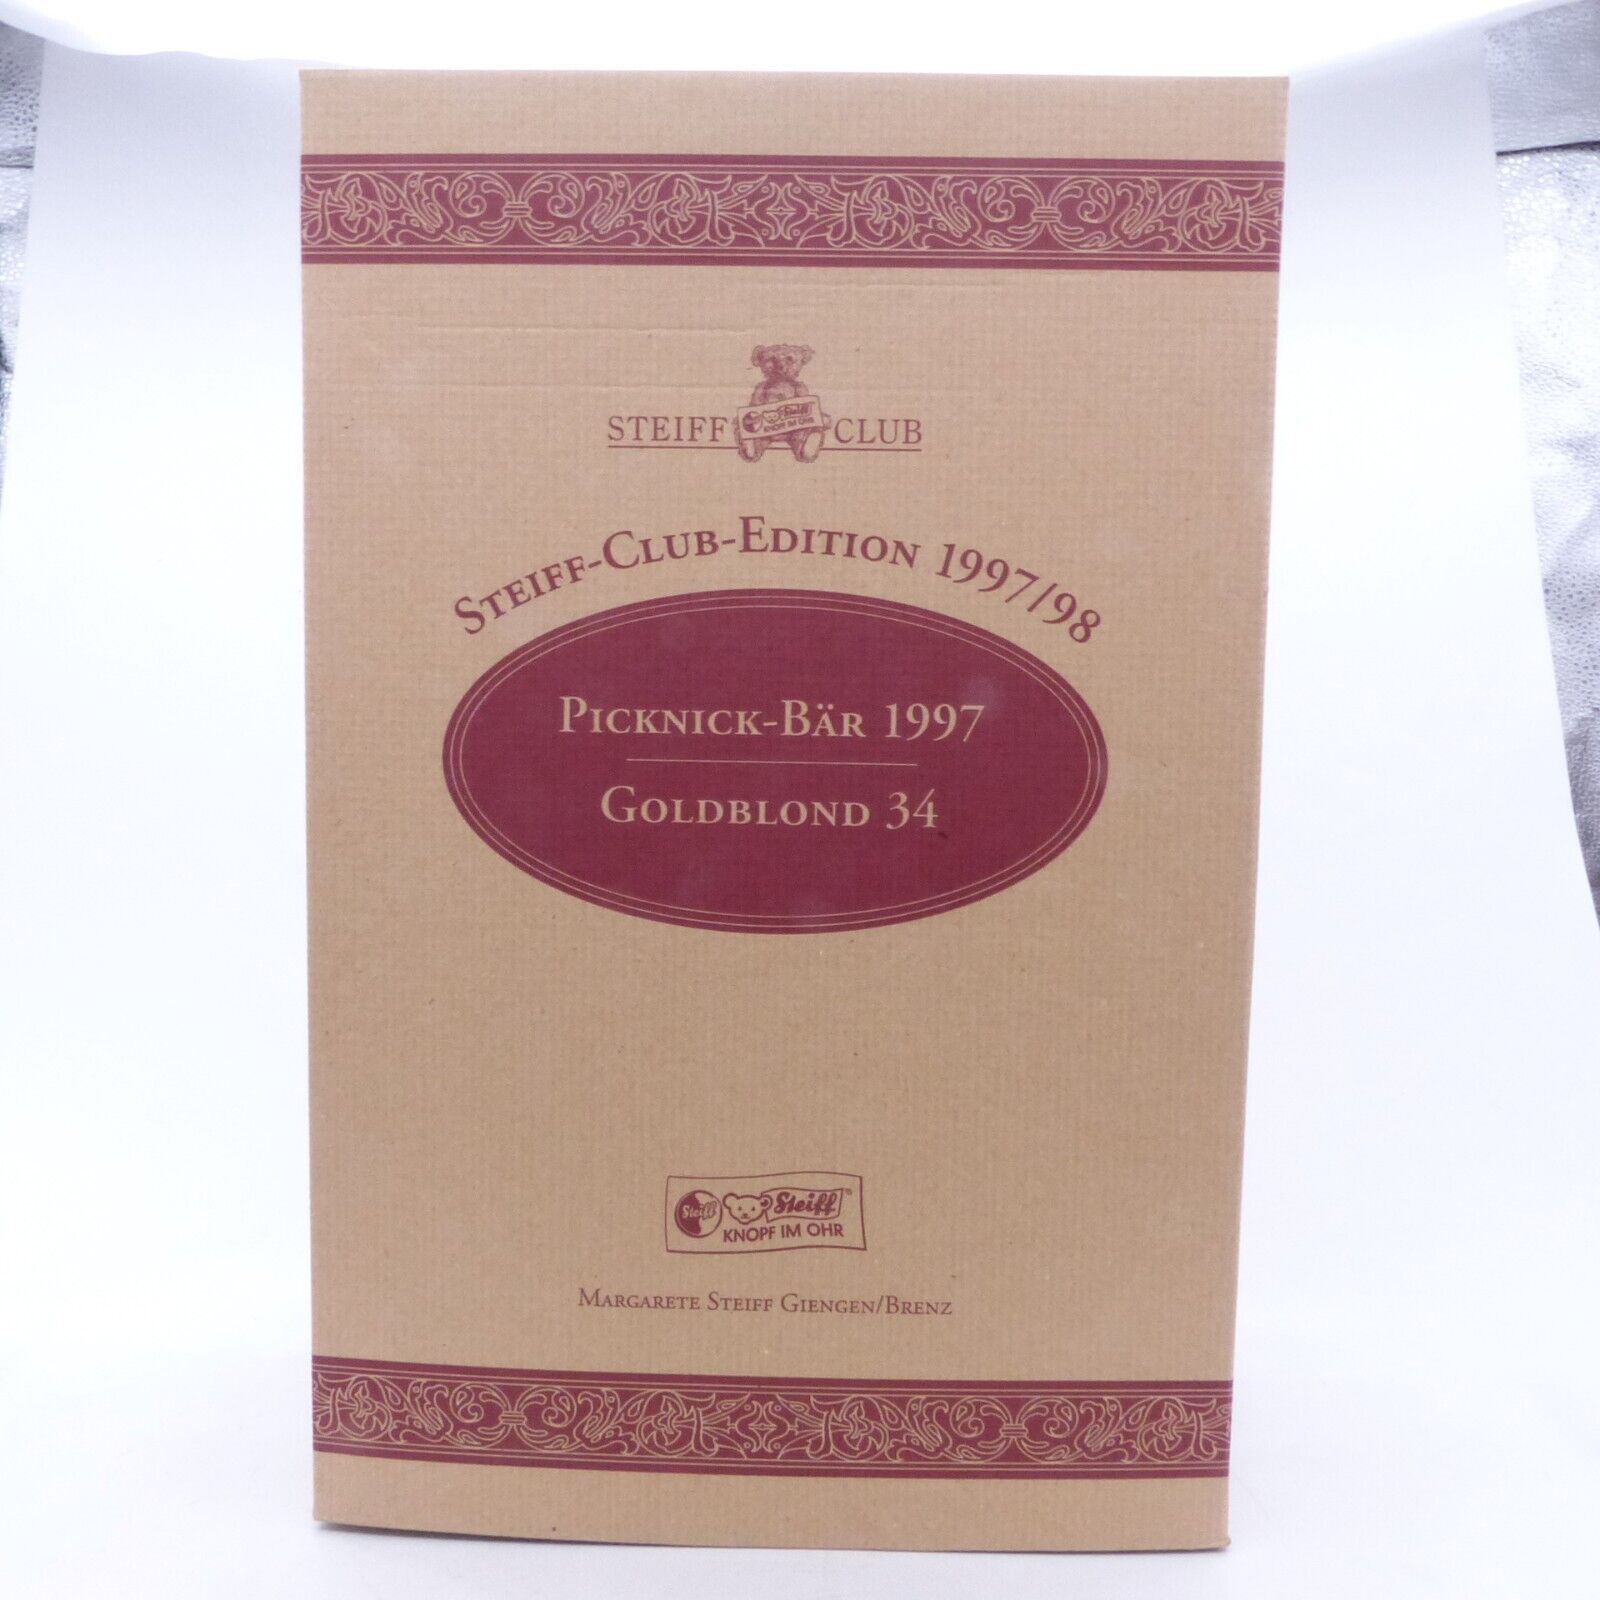 STEIFF CLUB
Steiff
KNOPF IM OHR
STEIFF-CLUB-EDITION 1997/98
PICKNICK-BÄR 1997
GOLDBLOND 34
Steiff Steiff®
KNOPF IM OHR
MARGARETE STEIFF GIENGEN/BRENZ